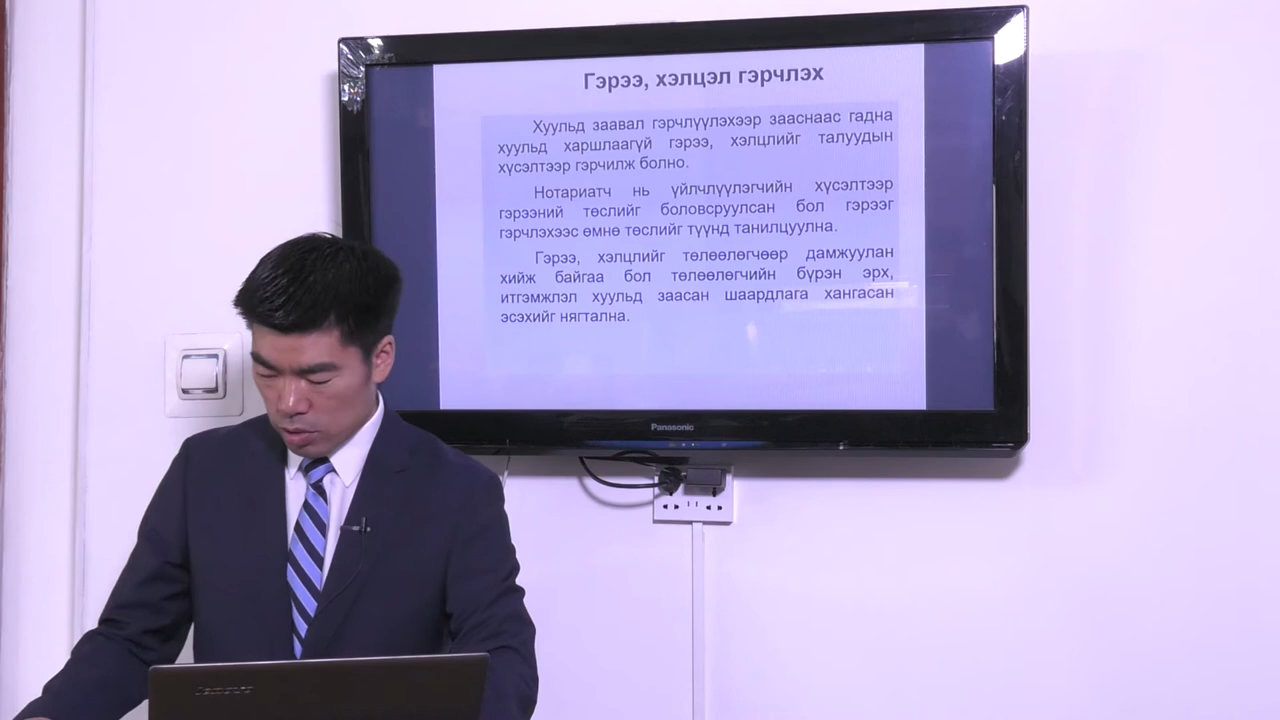 Гэрээ, хэлцэл гэрчлэх
Хуульд заавал гэрчлүүлэхээр зааснаас гадна
хуульд харшлаагүй гэрээ, хэлцлийг талуудын
хүсэлтээр гэрчилж болно.
Нотариатч нь үйлчлүүлэгчийн хүсэлтээр
гэрээний төслийг боловсруулсан бол гэрээг
гэрчлэхээс өмнө төслийг түүнд танилцуулна.
Гэрээ, хэлцлийг төлөөлөгчөөр дамжуулан
хийж байгаа бол төлөөлөгчийн бүрэн эрх,
итгэмжлэл хуульд заасан шаардлага хангасан
эсэхийг нягтална.
Panasonic